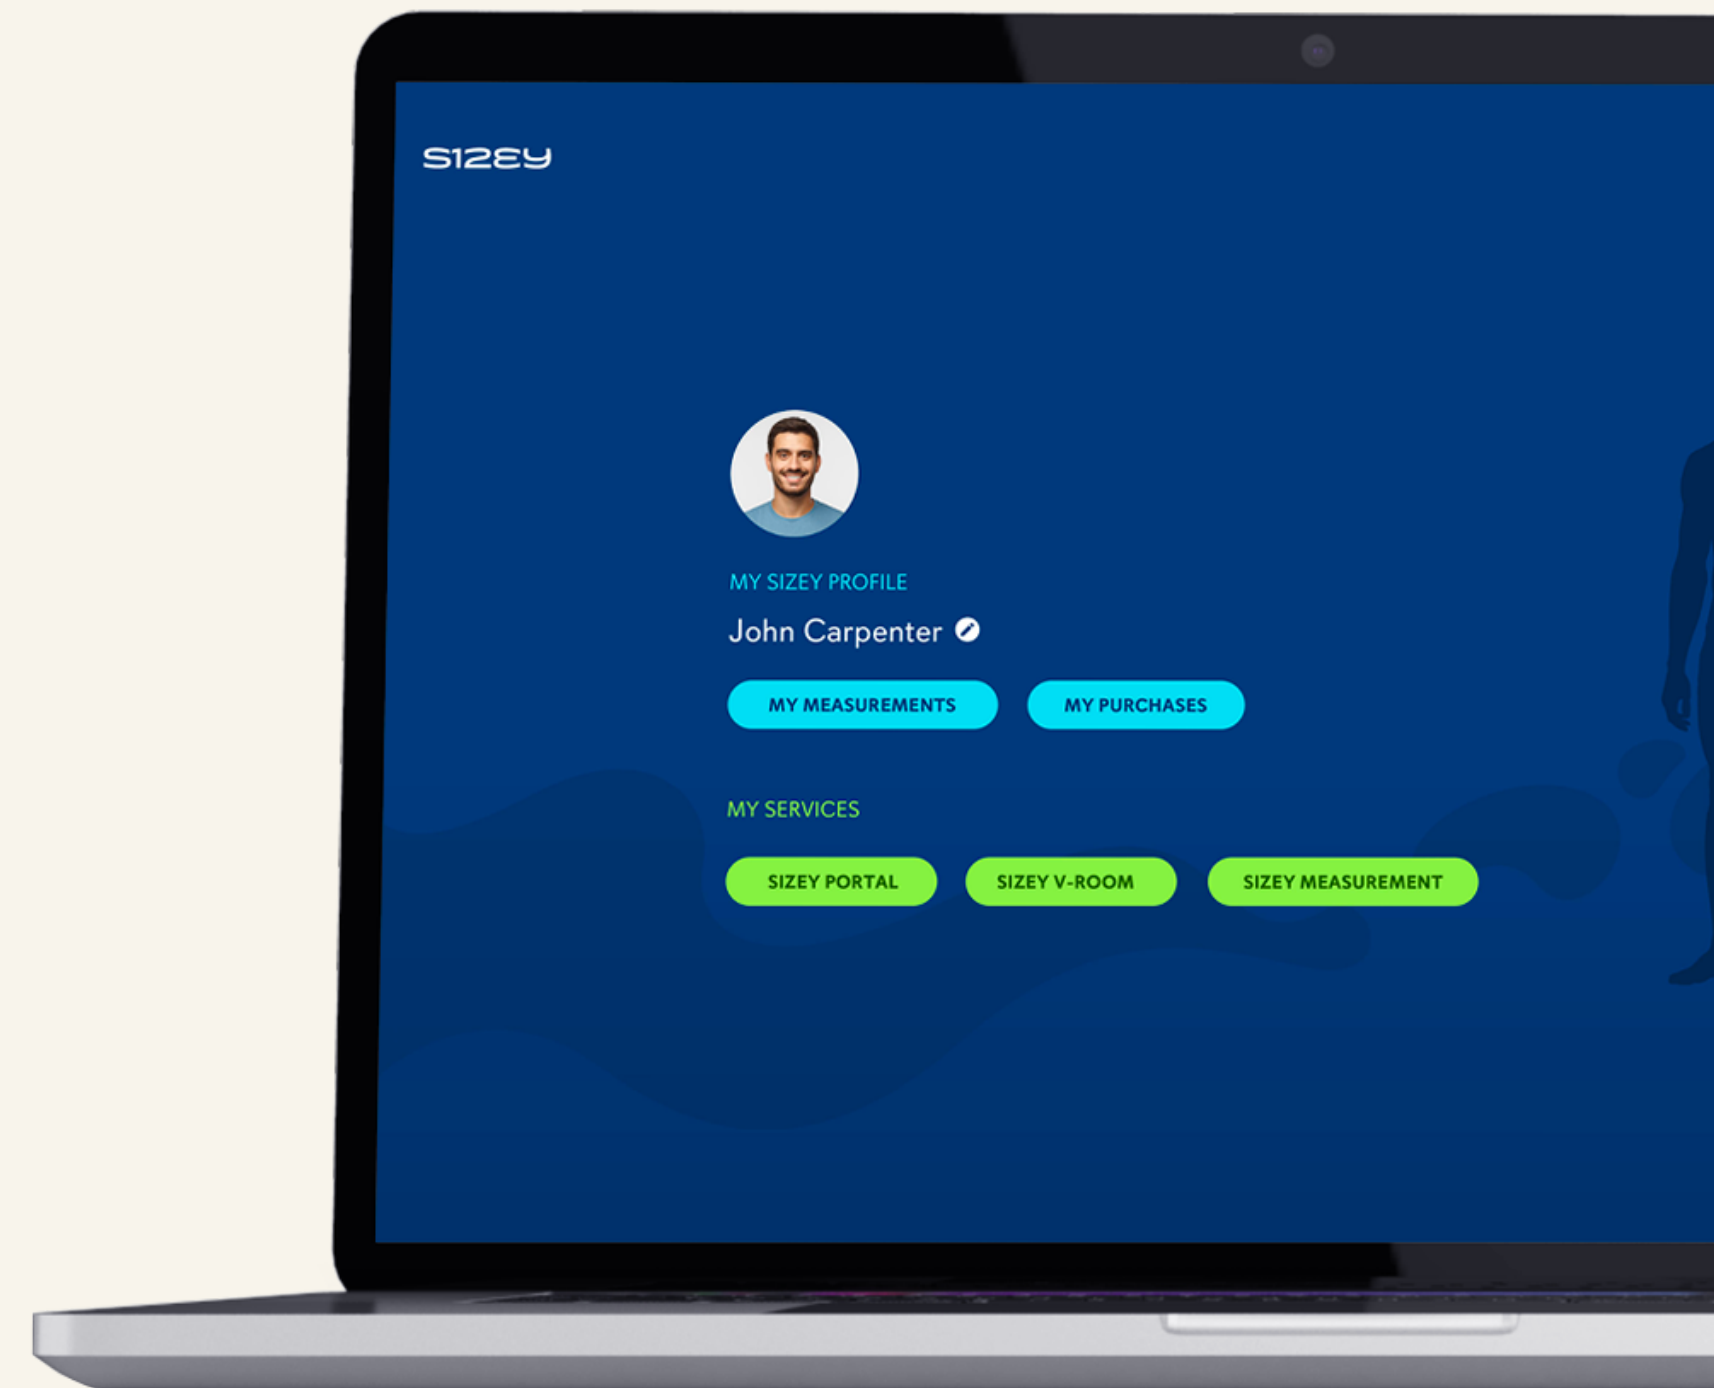 SIZEY
MY SIZEY PROFILE
John Carpenter
MY MEASUREMENTS MY PURCHASES
MY SERVICES
SIZEY PORTAL SIZEY V-ROOM SIZEY MEASUREMENT